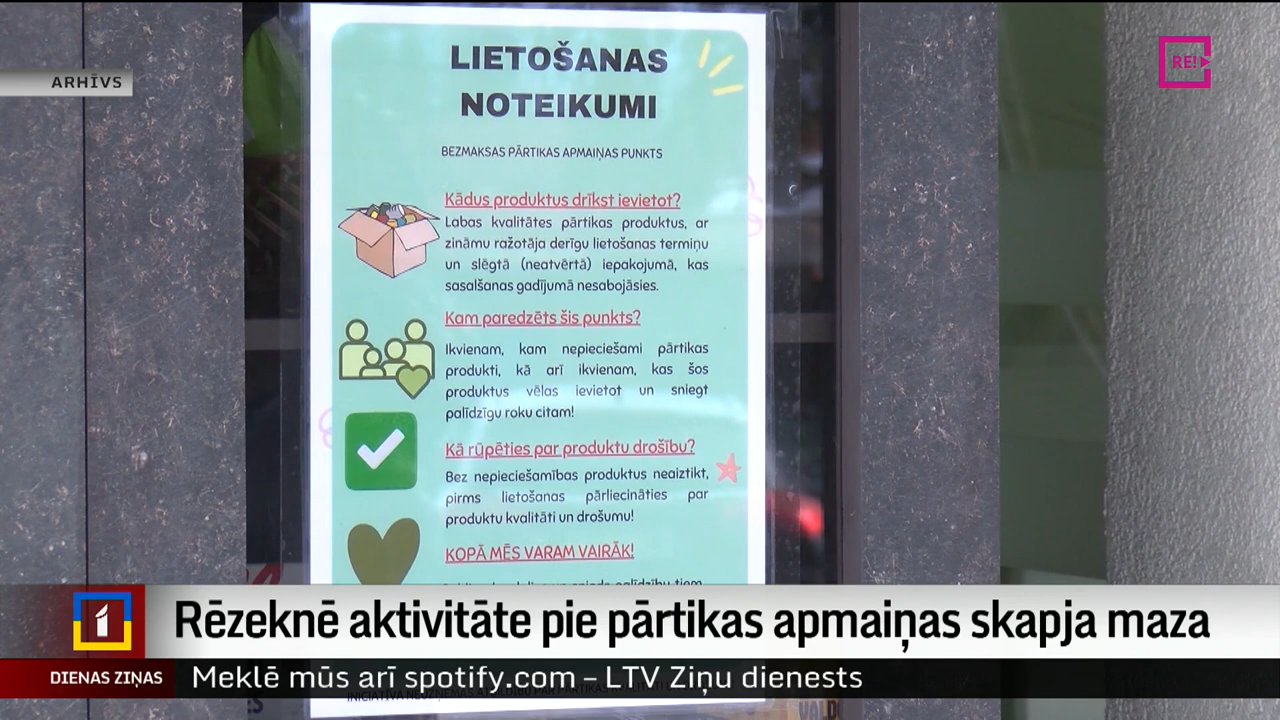 ARHĪVS
RE!
LIETOŠANAS
NOTEIKUMI
BEZMAKSAS PĀRTIKAS APMAIŅAS PUNKTS
Kādus produktus drīkst ievietot?
Labas kvalitātes pārtikas produktus, ar
zināmu ražotāja derīgu lietošanas termiņu
un slēgtā (neatvērtā) iepakojumā, kas
sasalšanas gadījumā nesabojāsies.
Kam paredzēts šis punkts?
Ikvienam, kam nepieciešami pārtikas
produkti, kā arī ikvienam, kas šos
produktus vēlas ievietot un sniegt
palīdzīgu roku citam!
Kā rūpēties par produktu drošību?
Bez nepieciešamības produktus neaiztikt,
pirms lietošanas pārliecināties par
produktu kvalitāti un drošumu!
KOPĀ MĒS VARAM VAIRĀK!
1
Rēzeknē aktivitāte pie pārtikas apmaiņas skapja maza
DIENAS ZIŅAS
Meklē mūs arī spotify.com – LTV Ziņu dienests